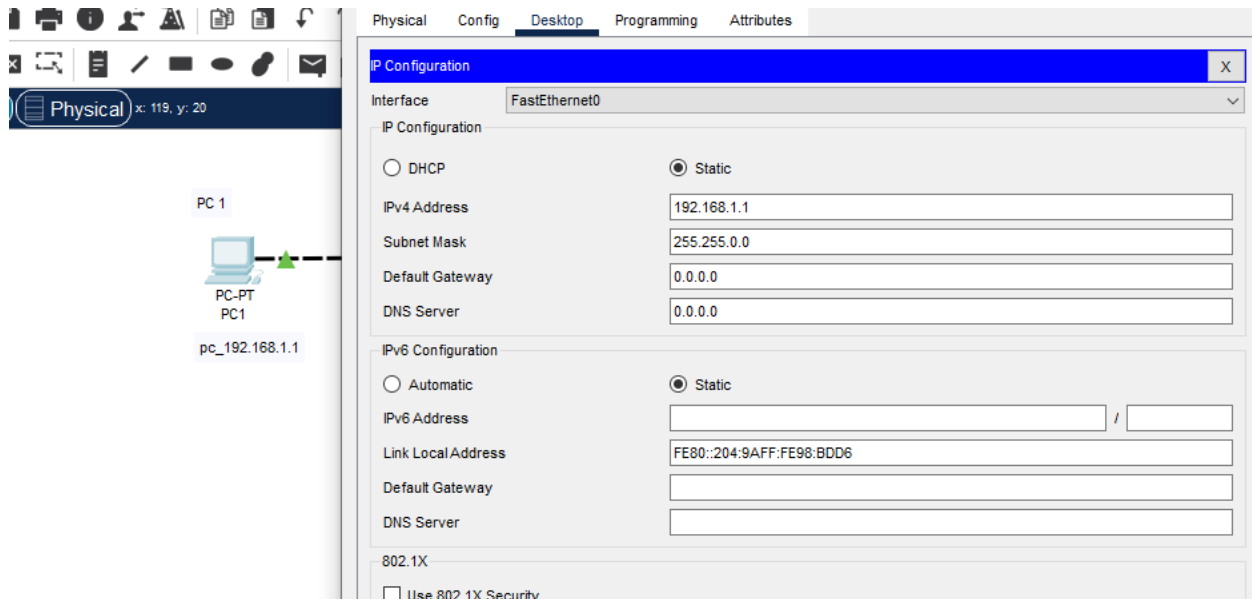 Physical Config Desktop Programming Attributes
IP Configuration X
Physical x: 119, y: 20
Interface FastEthernet0
IP Configuration
DHCP Static
IPv4 Address 192.168.1.1
Subnet Mask 255.255.0.0
Default Gateway 0.0.0.0
DNS Server 0.0.0.0
PC 1
PC-PT
PC1
pc_192.168.1.1
IPv6 Configuration
Automatic Static
IPv6 Address /
Link Local Address FE80::204:9AFF:FE98:BDD6
Default Gateway
DNS Server
802.1X
Use 802.1X Security